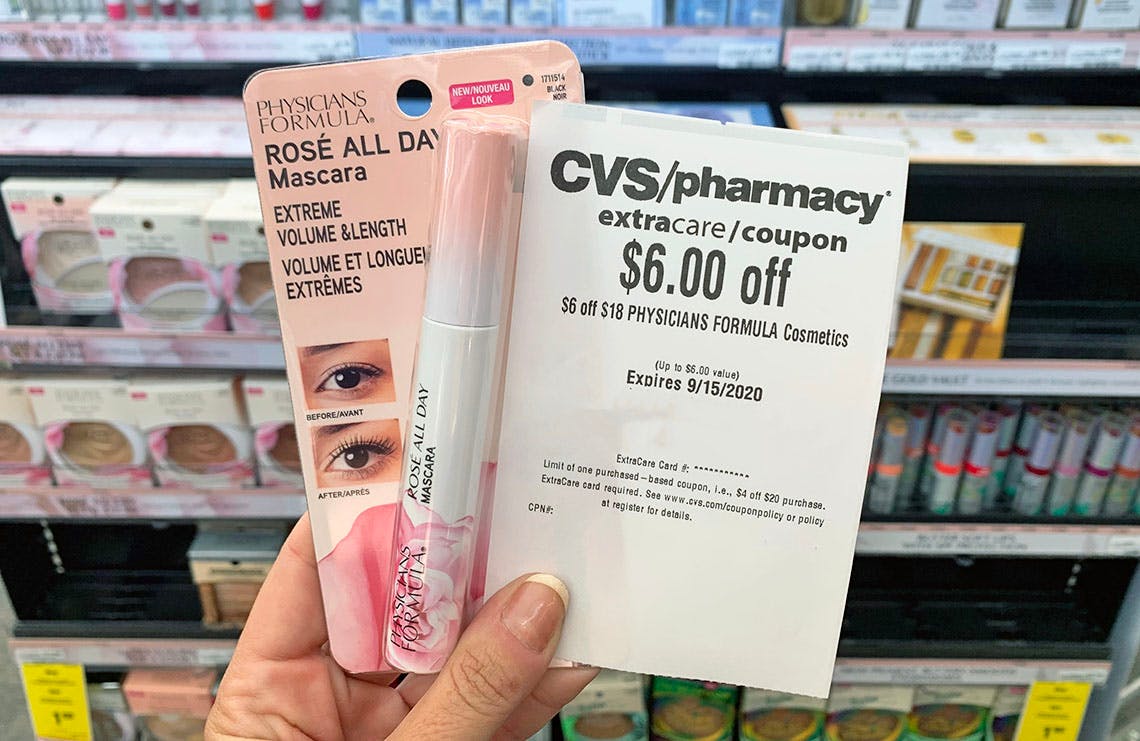 PHYSICIANS
FORMULA®
NEW/NOUVEAU
LOOK
1711514
BLACK
NOIR
ROSÉ ALL DAY
Mascara
EXTREME
VOLUME &LENGTH
VOLUME ET LONGUEU
EXTRÊMES
BEFORE/AVANT
AFTER/APRÈS
ROSÉ ALL DAY
MASCARA
PHYSICIANS
FORMULA®
CVS/pharmacy®
extracare/coupon
$6.00 off
$6 off $18 PHYSICIANS FORMULA Cosmetics
(Up to $6.00 value)
Expires 9/15/2020
ExtraCare Card #: -----------
Limit of one purchased-based coupon, i.e., $4 off $20 purchase.
ExtraCare card required. See www.cvs.com/couponpolicy or policy
at register for details.
CPN#: